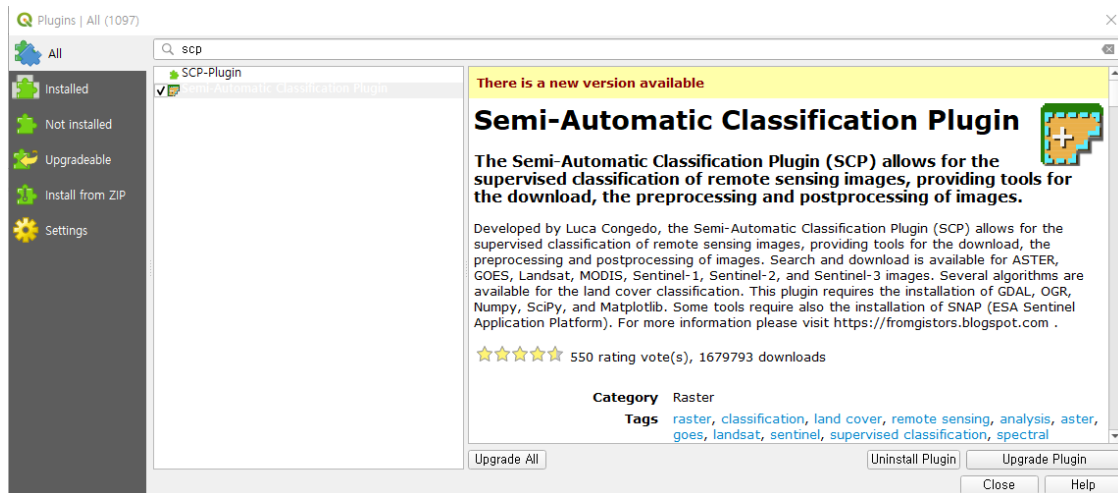 Plugins | All (1097)
All
scp
Installed
Not installed
Upgradeable
Install from ZIP
Settings
SCP-Plugin
Semi-Automatic Classification Plugin
There is a new version available
Semi-Automatic Classification Plugin
The Semi-Automatic Classification Plugin (SCP) allows for the
supervised classification of remote sensing images, providing tools for
the download, the preprocessing and postprocessing of images.
Developed by Luca Congedo, the Semi-Automatic Classification Plugin (SCP) allows for the
supervised classification of remote sensing images, providing tools for the download, the
preprocessing and postprocessing of images. Search and download is available for ASTER,
GOES, Landsat, MODIS, Sentinel-1, Sentinel-2, and Sentinel-3 images. Several algorithms are
available for the land cover classification. This plugin requires the installation of GDAL, OGR,
Numpy, SciPy, and Matplotlib. Some tools require also the installation of SNAP (ESA Sentinel
Application Platform). For more information please visit https://fromgistors.blogspot.com .
550 rating vote(s), 1679793 downloads
Category Raster
Tags raster, classification, land cover, remote sensing, analysis, aster,
goes, landsat, sentinel, supervised classification, spectral
Upgrade All
Uninstall Plugin
Upgrade Plugin
Close
Help